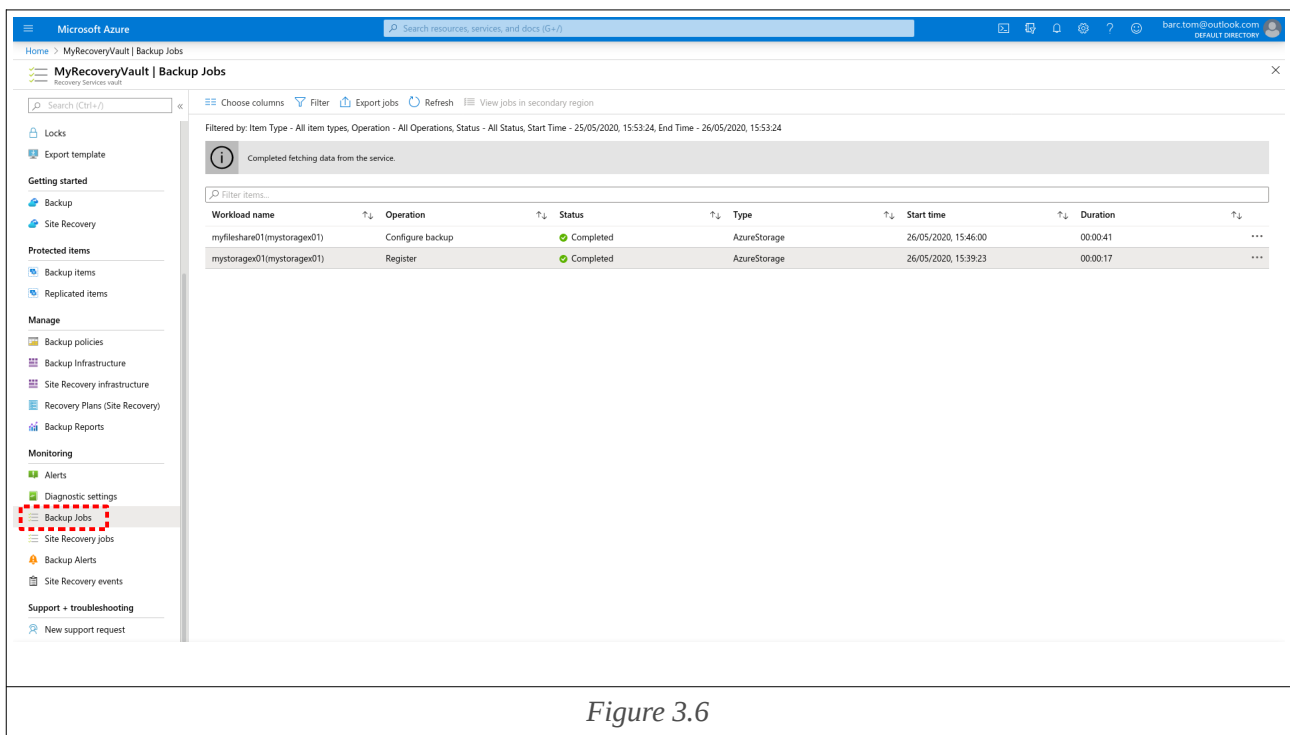 Microsoft Azure
Search resources, services, and docs (G+/)
barc.tom@outlook.com
DEFAULT DIRECTORY
Home > MyRecoveryVault | Backup Jobs
MyRecoveryVault | Backup Jobs
Recovery Services vault
Search (Ctrl+/)
Locks
Export template
Getting started
Backup
Site Recovery
Protected items
Backup items
Replicated items
Manage
Backup policies
Backup Infrastructure
Site Recovery infrastructure
Recovery Plans (Site Recovery)
Backup Reports
Monitoring
Alerts
Diagnostic settings
Backup Jobs
Site Recovery jobs
Backup Alerts
Site Recovery events
Support + troubleshooting
New support request
Choose columns Filter Export jobs Refresh View jobs in secondary region
Filtered by: Item Type - All item types, Operation - All Operations, Status - All Status, Start Time - 25/05/2020, 15:53:24, End Time - 26/05/2020, 15:53:24
Completed fetching data from the service.
Filter items...
Workload name Operation Status Type Start time Duration
myfileshare01(mystoragex01) Configure backup Completed AzureStorage 26/05/2020, 15:46:00 00:00:41
mystoragex01(mystoragex01) Register Completed AzureStorage 26/05/2020, 15:39:23 00:00:17
Figure 3.6